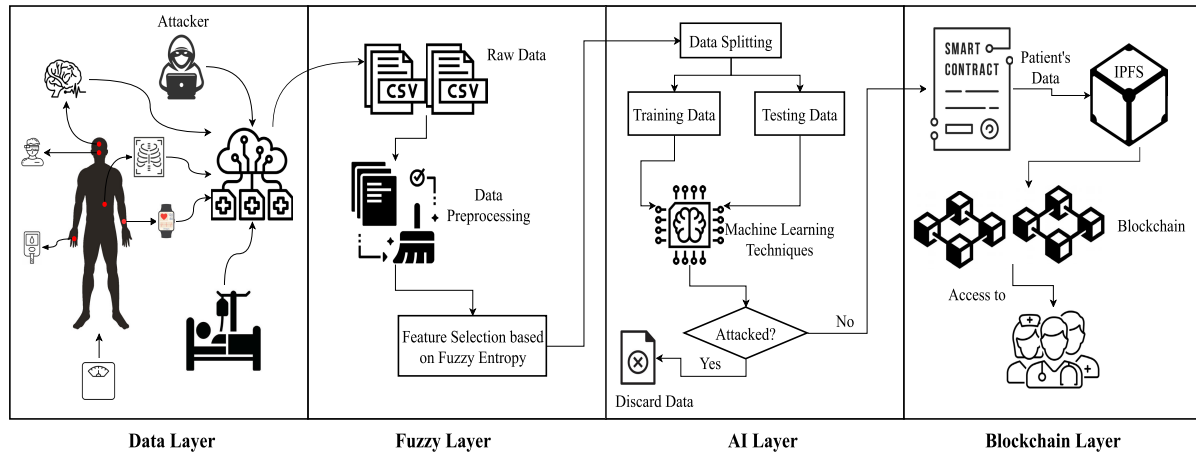 Attacker
Raw Data
CSV
CSV
Data
Preprocessing
Feature Selection based
on Fuzzy Entropy
Data Splitting
Training Data
Testing Data
Machine Learning
Techniques
Attacked?
No
Yes
Discard Data
SMART
CONTRACT
Patient's
Data
IPFS
Blockchain
Access to
Data Layer
Fuzzy Layer
AI Layer
Blockchain Layer